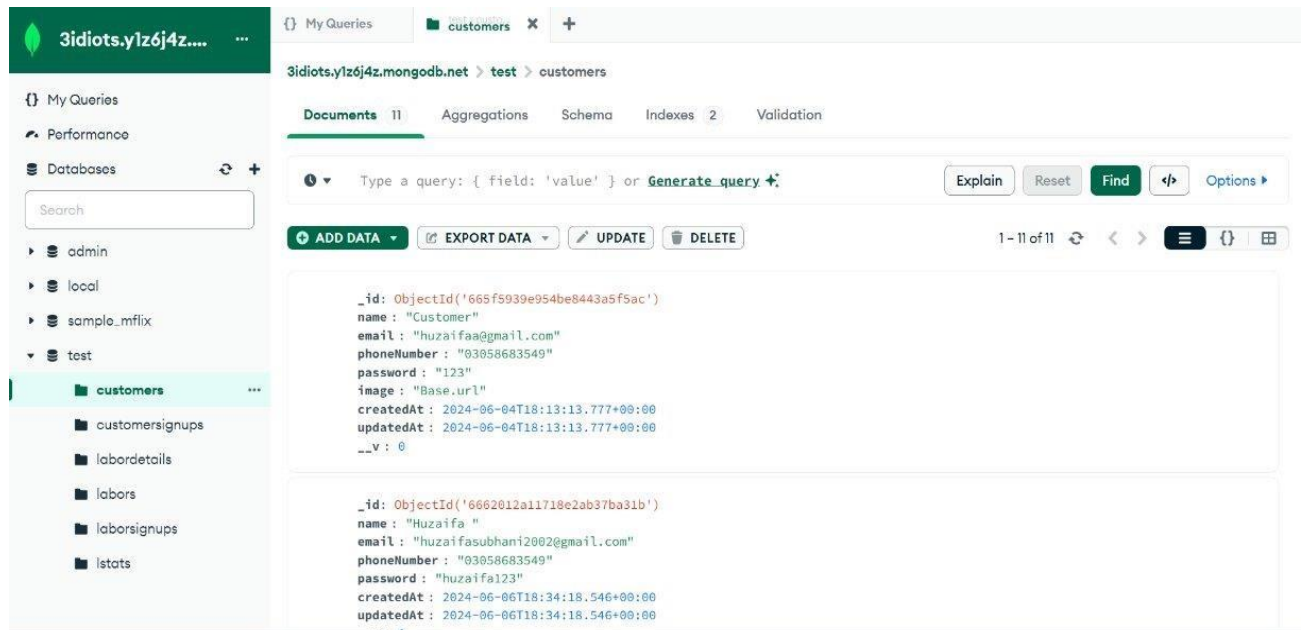 3idiots.y1z6j4z....
{} My Queries
Performance
Databases
Search
admin
local
sample_mflix
test
customers
customersignups
labordetails
labors
laborsignups
lstats
{} My Queries
customers
3idiots.y1z6j4z.mongodb.net > test > customers
Documents 11 Aggregations Schema Indexes 2 Validation
Type a query: { field: 'value' } or Generate query
Explain Reset Find </> Options
ADD DATA EXPORT DATA UPDATE DELETE 1 – 11 of 11 {}
_id: ObjectId('665f5939e954be8443a5f5ac')
name : "Customer"
email : "huzaifaa@gmail.com"
phoneNumber : "03058683549"
password : "123"
image : "Base.url"
createdAt : 2024-06-04T18:13:13.777+00:00
updatedAt : 2024-06-04T18:13:13.777+00:00
__v : 0
_id: ObjectId('6662012a11718e2ab37ba31b')
name : "Huzaifa "
email : "huzaifasubhani2002@gmail.com"
phoneNumber : "03058683549"
password : "huzaifa123"
createdAt : 2024-06-06T18:34:18.546+00:00
updatedAt : 2024-06-06T18:34:18.546+00:00